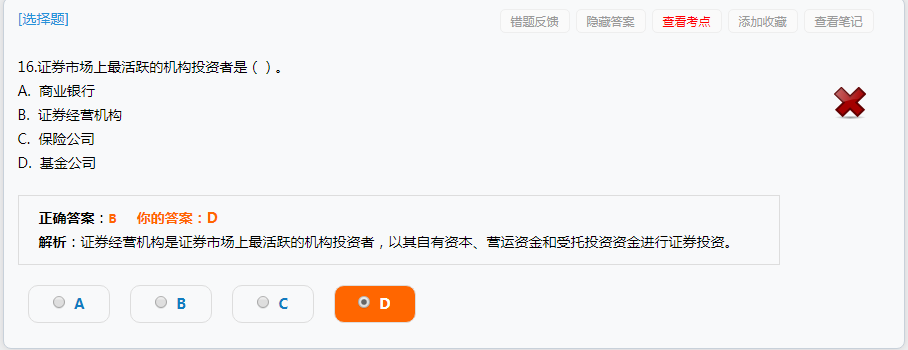 [选择题] 错题反馈 隐藏答案 查看考点 添加收藏 查看笔记
16.证券市场上最活跃的机构投资者是（ ）。
A. 商业银行
B. 证券经营机构
C. 保险公司
D. 基金公司
正确答案：B 你的答案：D
解析：证券经营机构是证券市场上最活跃的机构投资者，以其自有资本、营运资金和受托投资资金进行证券投资。
A B C D